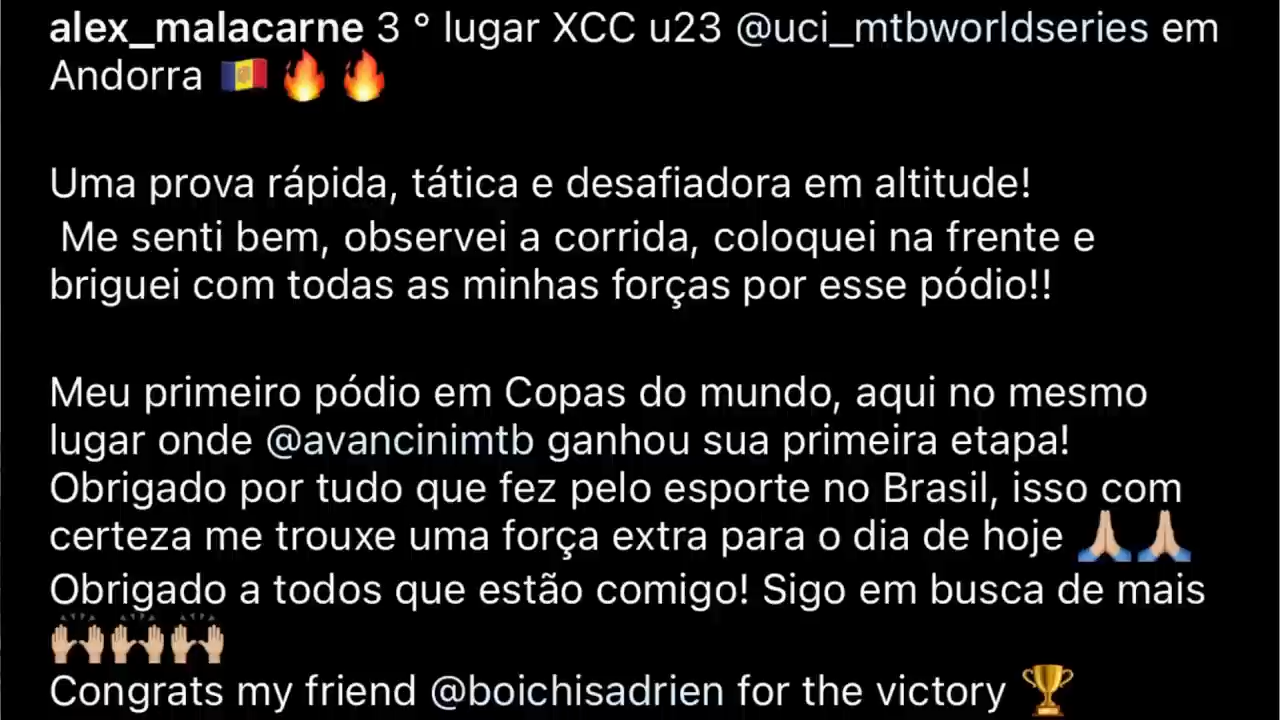 alex_malacarne 3 ° lugar XCC u23 @uci_mtbworldseries em
Andorra 🇦🇩 🔥 🔥
Uma prova rápida, tática e desafiadora em altitude!
Me senti bem, observei a corrida, coloquei na frente e
briguei com todas as minhas forças por esse pódio!!
Meu primeiro pódio em Copas do mundo, aqui no mesmo
lugar onde @avancinimtb ganhou sua primeira etapa!
Obrigado por tudo que fez pelo esporte no Brasil, isso com
certeza me trouxe uma força extra para o dia de hoje 🙏🏼🙏🏼
Obrigado a todos que estão comigo! Sigo em busca de mais
🙌🏼🙌🏼🙌🏼
Congrats my friend @boichisadrien for the victory 🏆